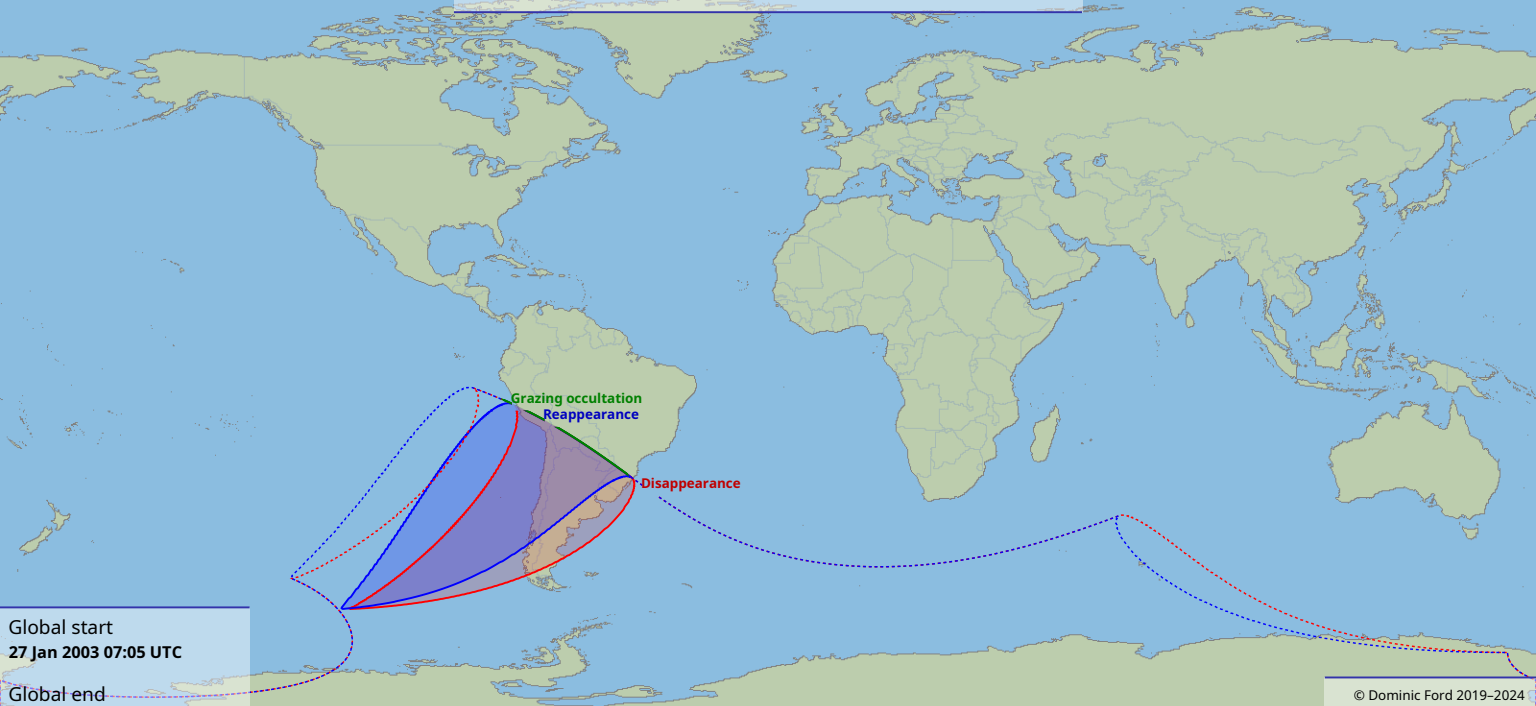 Grazing occultation
Reappearance
Disappearance
Global start
27 Jan 2003 07:05 UTC
Global end
© Dominic Ford 2019–2024